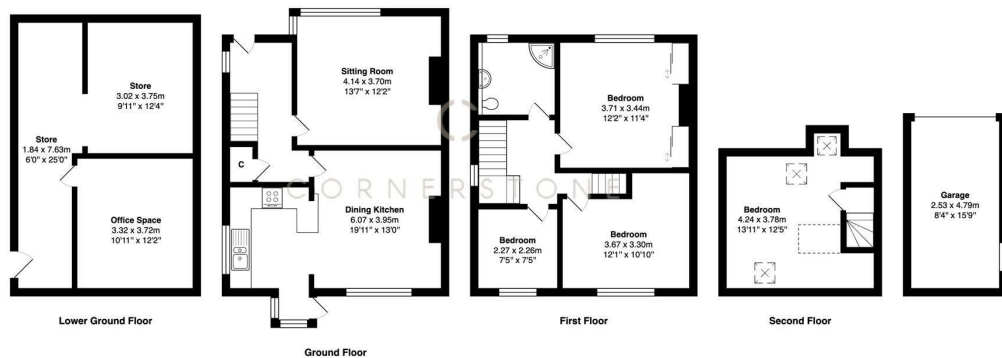 Store
3.02 x 3.75m
9'11" x 12'4"
Store
1.84 x 7.63m
6'0" x 25'0"
Office Space
3.32 x 3.72m
10'11" x 12'2"
Lower Ground Floor
Sitting Room
4.14 x 3.70m
13'7" x 12'2"
C
Dining Kitchen
6.07 x 3.95m
19'11" x 13'0"
Ground Floor
Bedroom
3.71 x 3.44m
12'2" x 11'4"
Bedroom
2.27 x 2.26m
7'5" x 7'5"
Bedroom
3.67 x 3.30m
12'1" x 10'10"
First Floor
Bedroom
4.24 x 3.78m
13'11" x 12'5"
Second Floor
Garage
2.53 x 4.79m
8'4" x 15'9"
C
CORNERSTONE